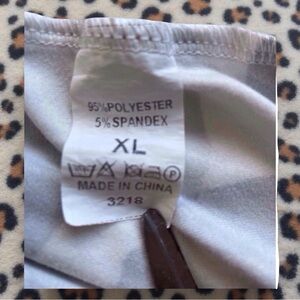 95%POLYESTER
5%SPANDEX
XL
MADE IN CHINA
3218